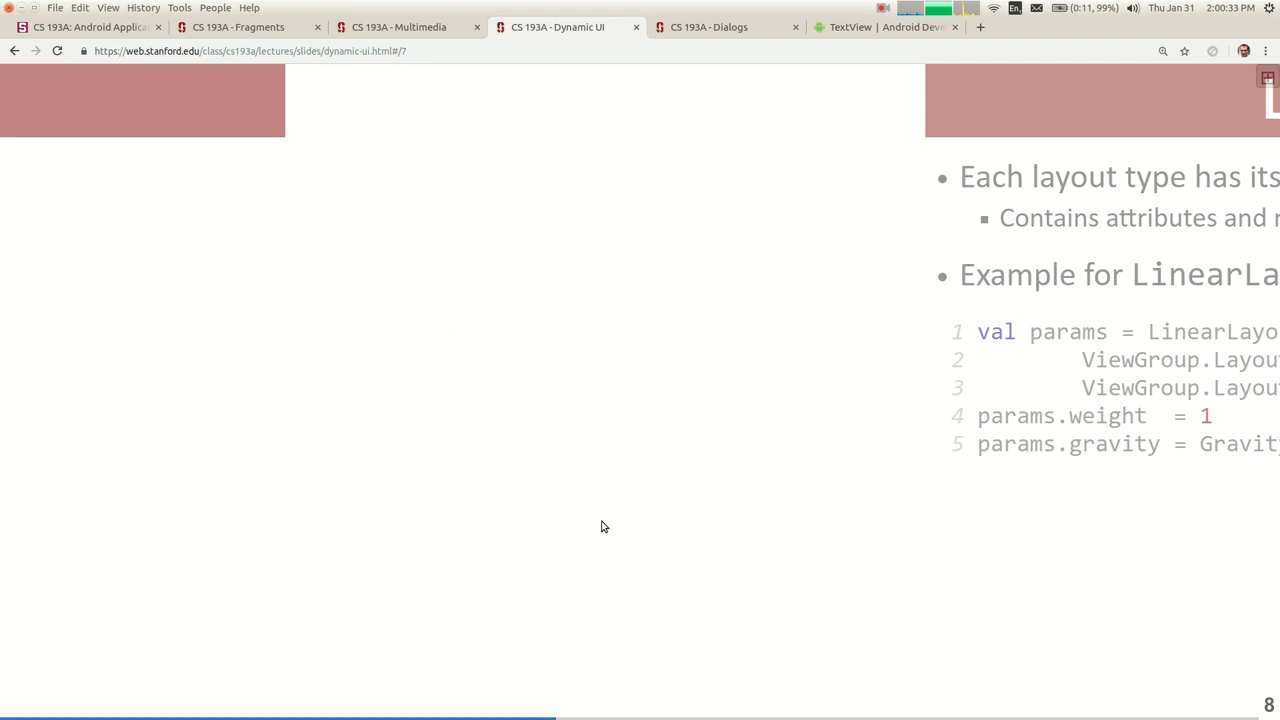 File Edit View History Tools People Help
En (0:11, 99%) Thu Jan 31 2:00:33 PM
CS 193A: Android Applica × CS 193A - Fragments × CS 193A - Multimedia × CS 193A - Dynamic UI × CS 193A - Dialogs × TextView | Android Deve ×
https://web.stanford.edu/class/cs193a/lectures/slides/dynamic-ui.html#/7
L
• Each layout type has its
▪ Contains attributes and
• Example for LinearLa
1 val params = LinearLayo
2 ViewGroup.Layou
3 ViewGroup.Layou
4 params.weight = 1
5 params.gravity = Gravity
8